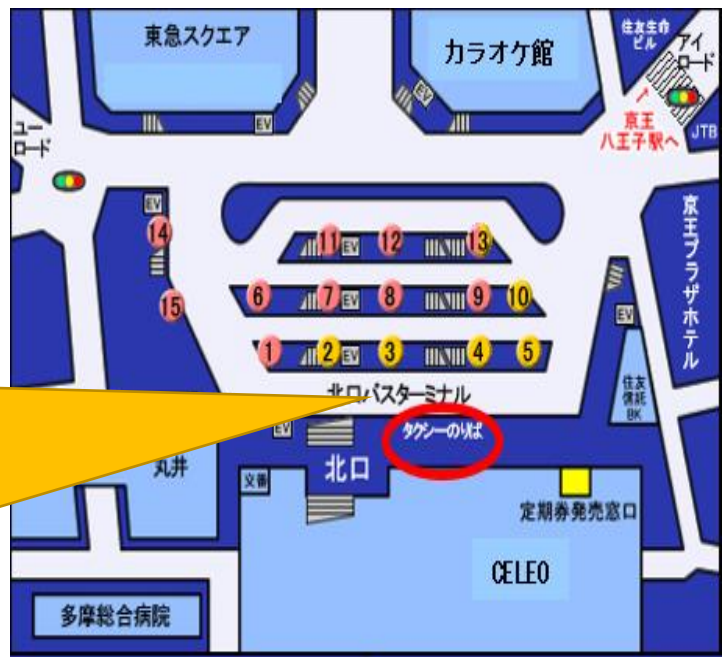 東急スクエア
カラオケ館
住友生命
ビル
アイ
ロード
京王
八王子駅へ
JTB
EV
EV
ユー
ロード
EV
14
15
11
EV
12
13
6
7
EV
8
9
10
1
2
EV
3
4
5
京王プラザホテル
EV
住友
信託
BK
北口バスターミナル
EV
タクシーのりば
丸井
交番
北口
定期券発売窓口
CELEO
多摩総合病院